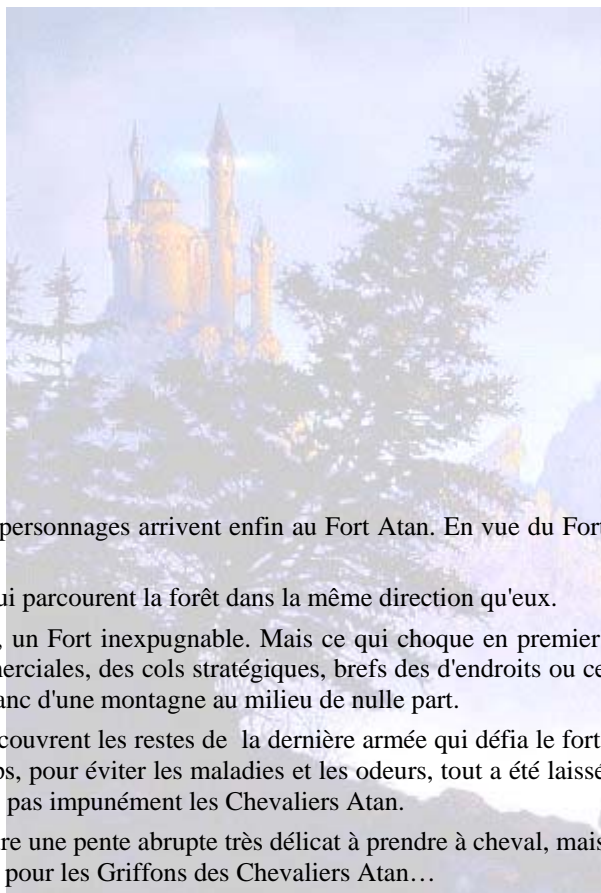 personnages arrivent enfin au Fort Atan. En vue du Fort
ui parcourent la forêt dans la même direction qu'eux.
, un Fort inexpugnable. Mais ce qui choque en premier
nerciales, des cols stratégiques, brefs des d'endroits ou ce
anc d'une montagne au milieu de nulle part.
couvrent les restes de la dernière armée qui défia le fort.
ps, pour éviter les maladies et les odeurs, tout a été laissé
pas impunément les Chevaliers Atan.
re une pente abrupte très délicat à prendre à cheval, mais
pour les Griffons des Chevaliers Atan…